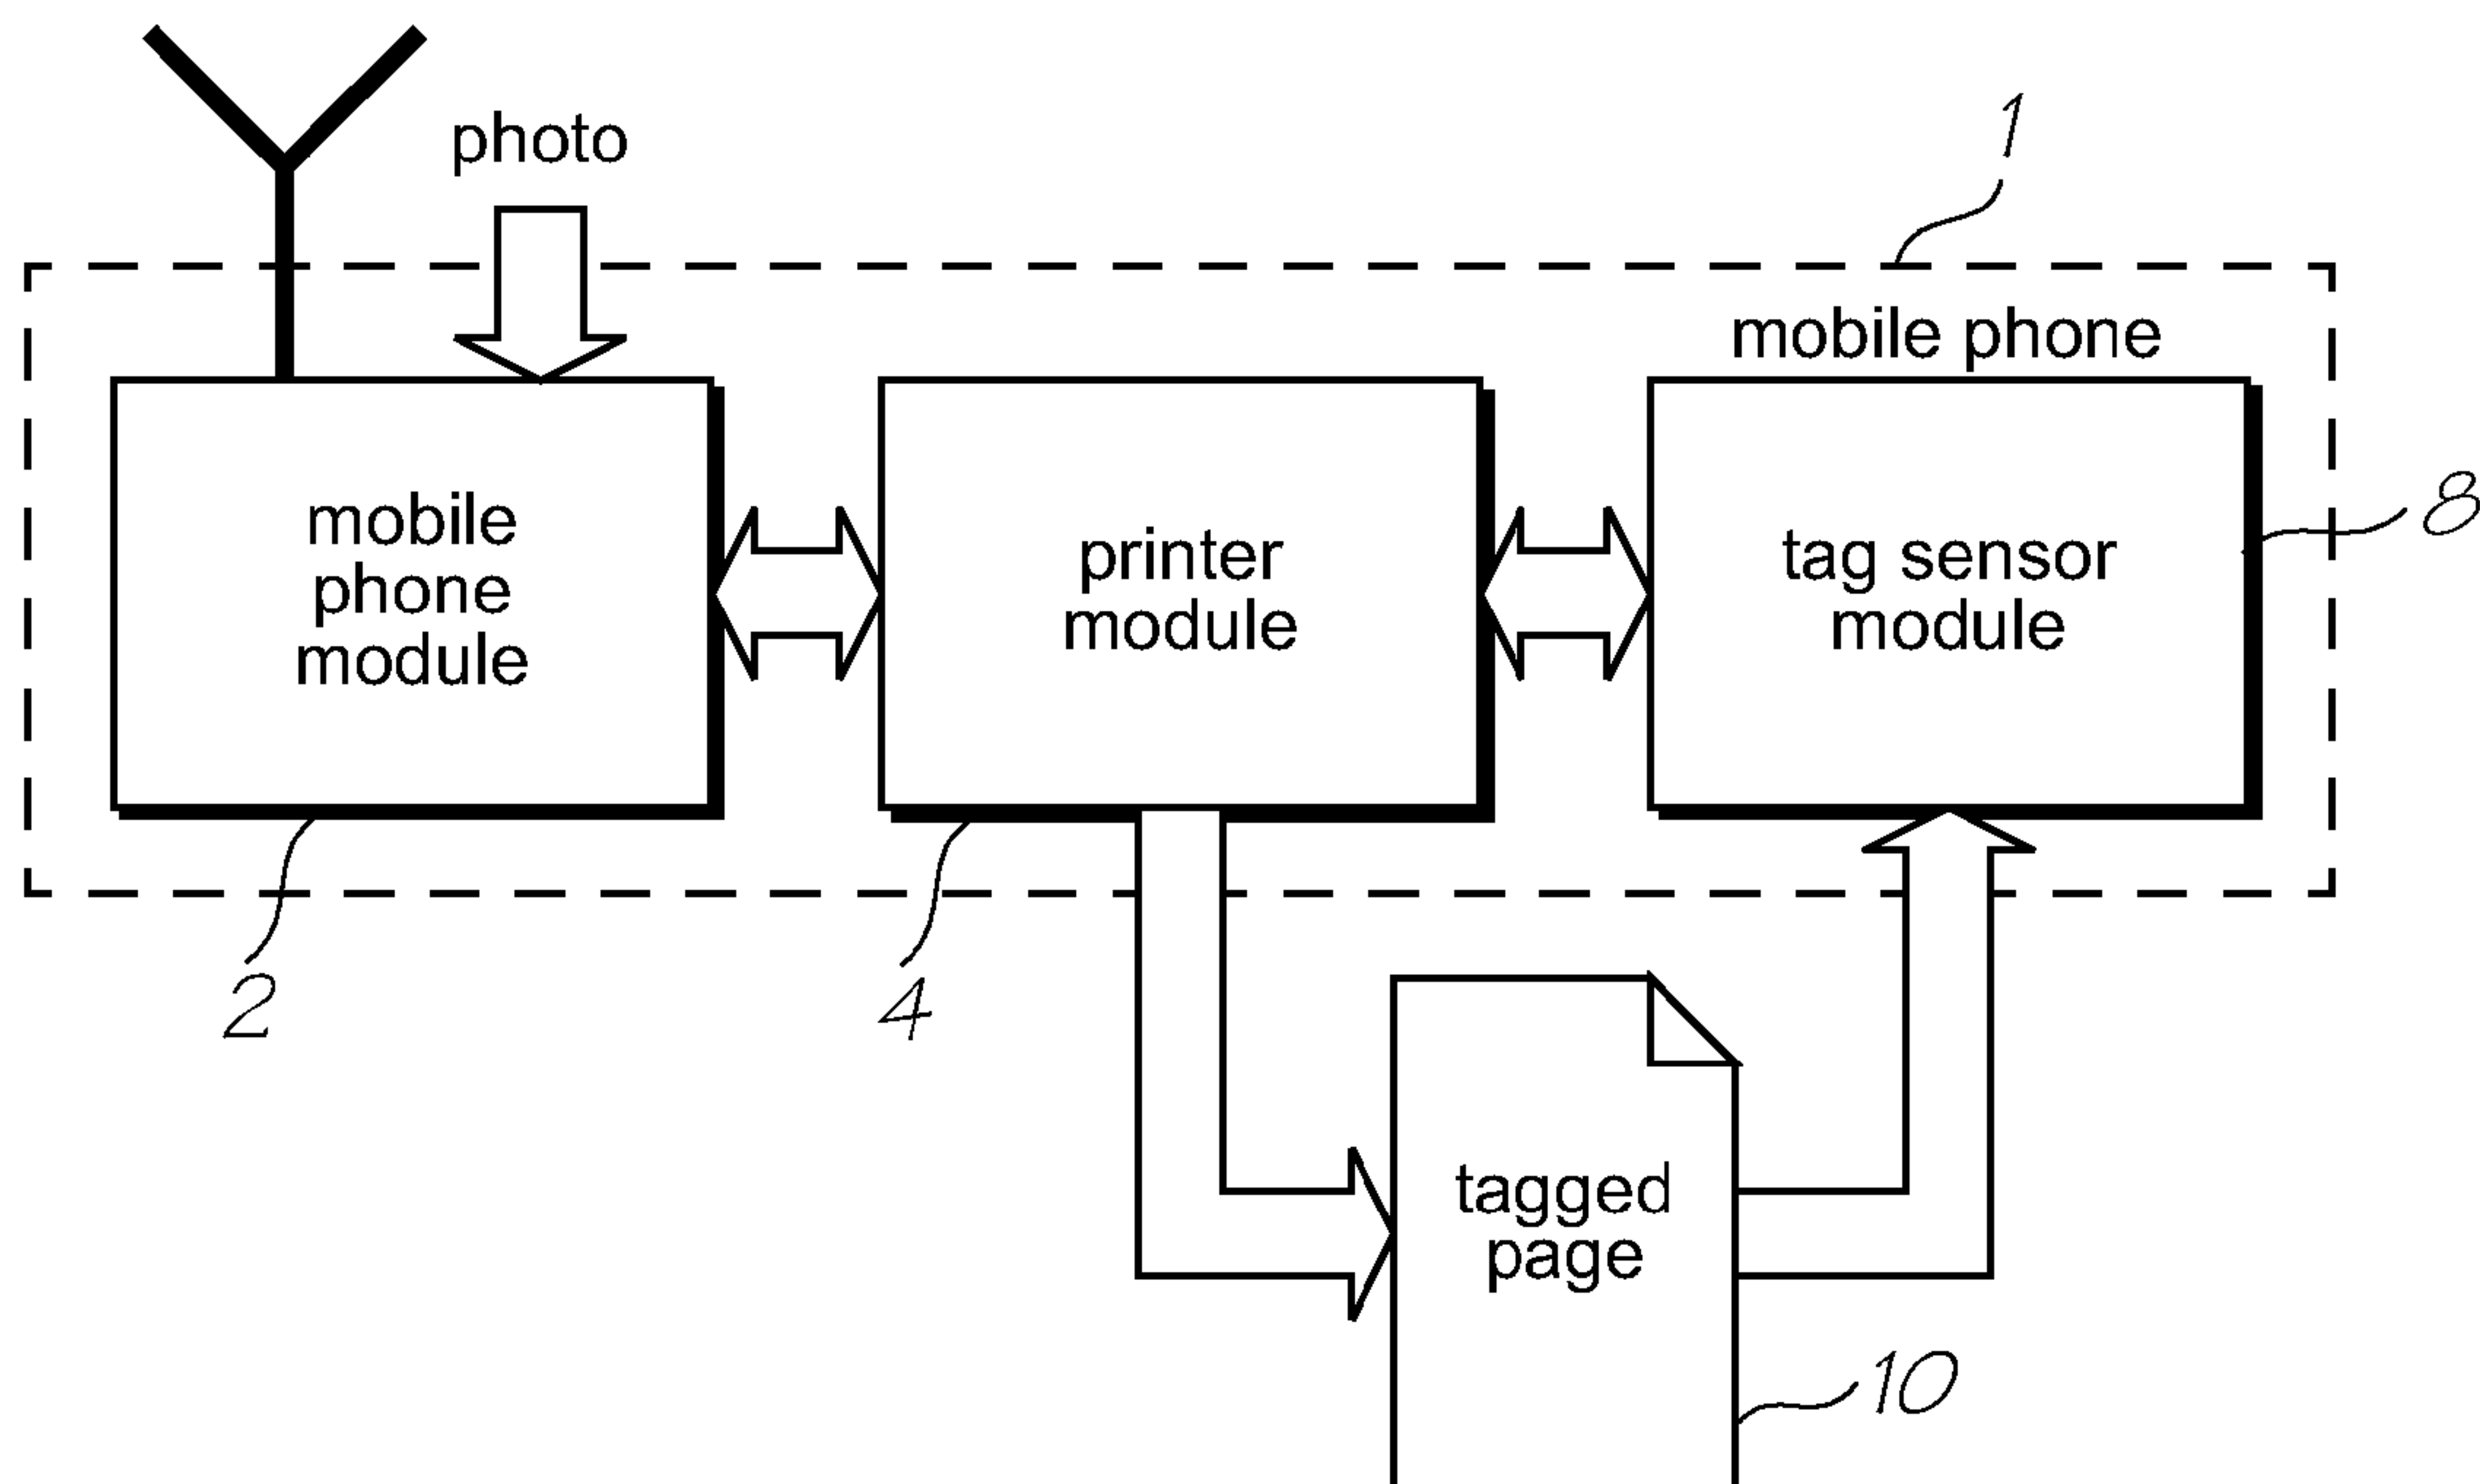 photo
1
mobile phone
mobile
phone
module
printer
module
tag sensor
module
8
2
4
tagged
page
10